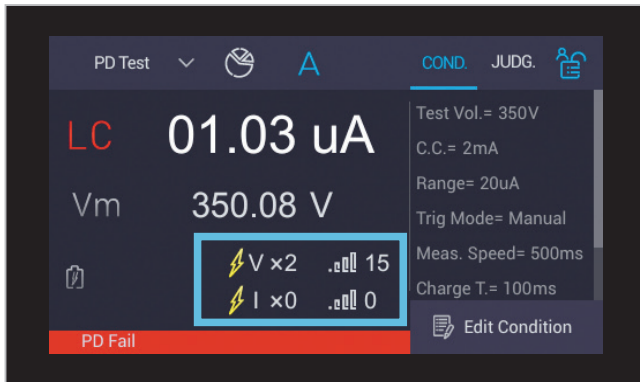 PD Test A COND. JUDG.
LC 01.03 uA
Vm 350.08 V
V ×2 15
I ×0 0
PD Fail
Test Vol.= 350V
C.C.= 2mA
Range= 20uA
Trig Mode= Manual
Meas. Speed= 500ms
Charge T.= 100ms
Edit Condition